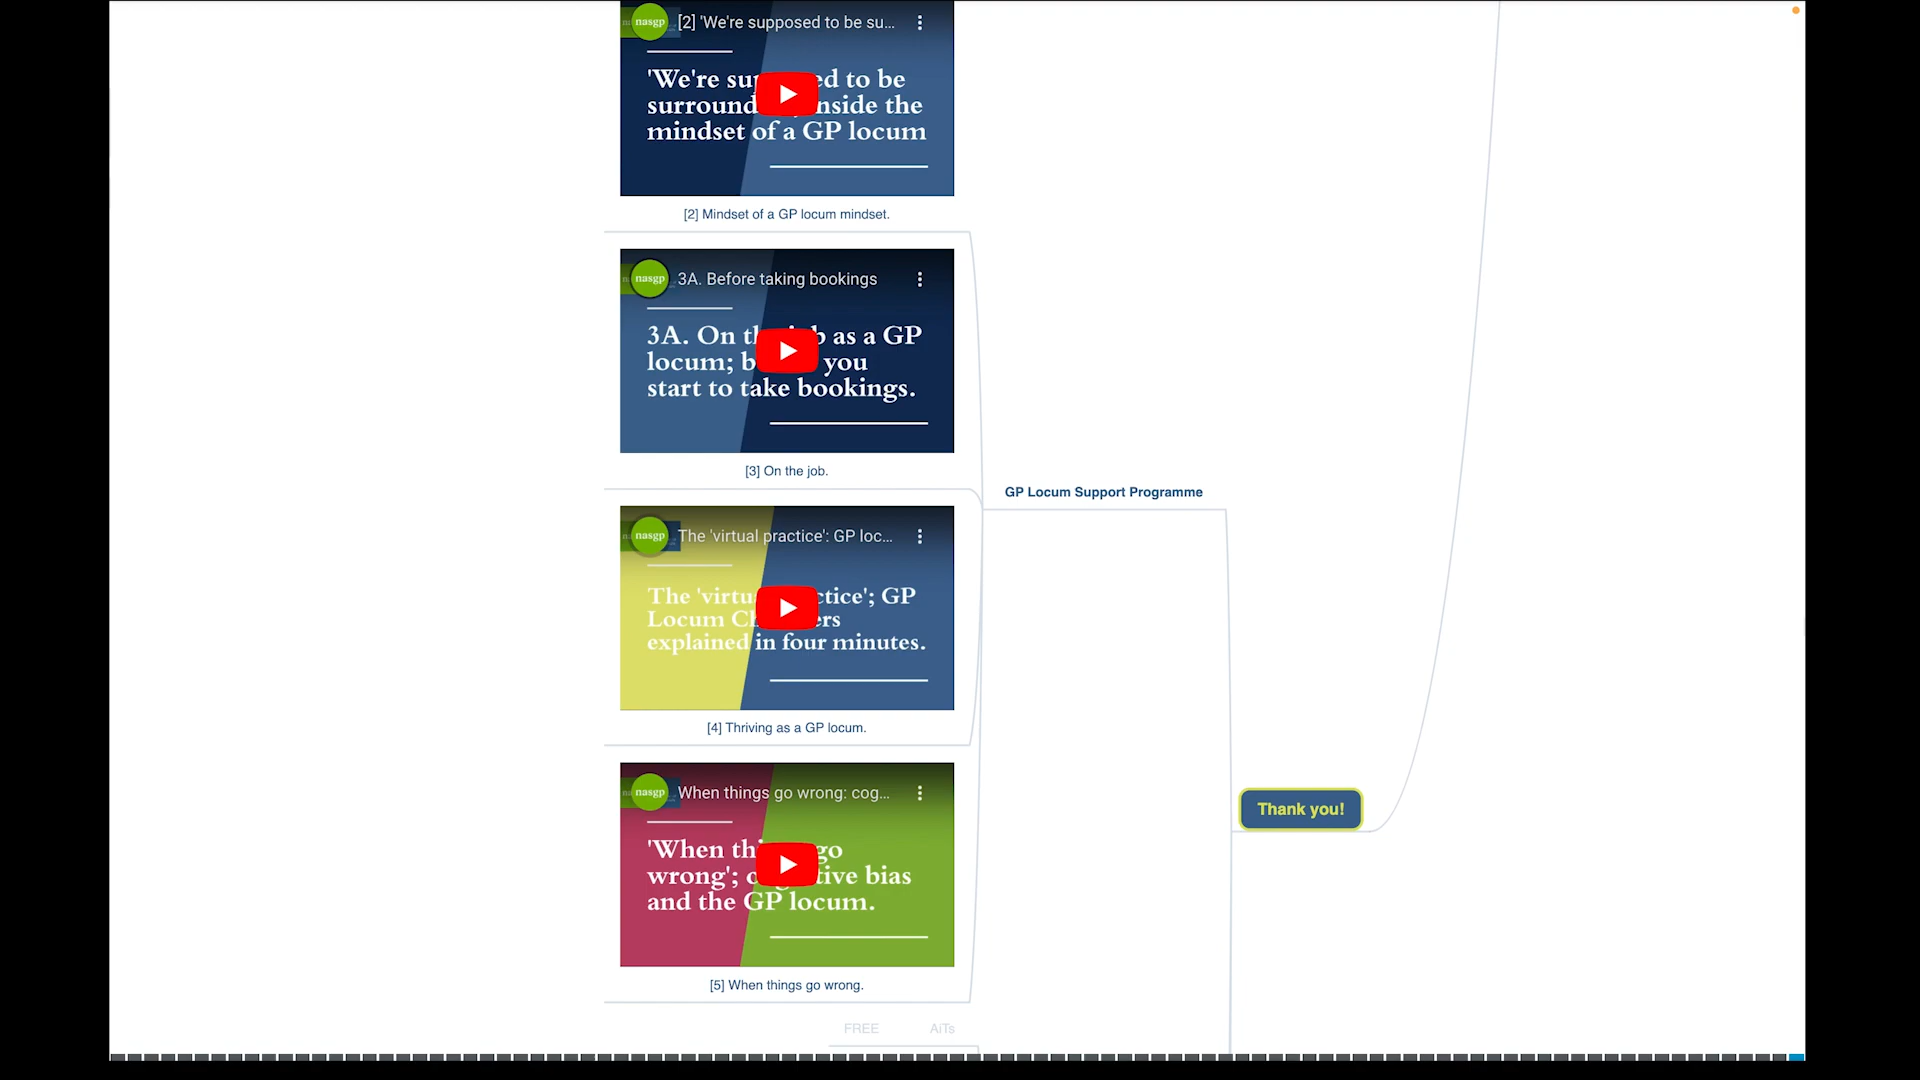 nasgp
[2] 'We're supposed to be su...
'We're su ed to be
surround nside the
mindset of a GP locum
[2] Mindset of a GP locum mindset.
nasgp
3A. Before taking bookings
3A. On th b as a GP
locum; b you
start to take bookings.
[3] On the job.
GP Locum Support Programme
nasgp
The 'virtual practice': GP loc...
The 'virtu ctice'; GP
Locum Ch ers
explained in four minutes.
[4] Thriving as a GP locum.
nasgp
When things go wrong: cog...
'When thi go
wrong'; c tive bias
and the GP locum.
[5] When things go wrong.
Thank you!
FREE AiTs